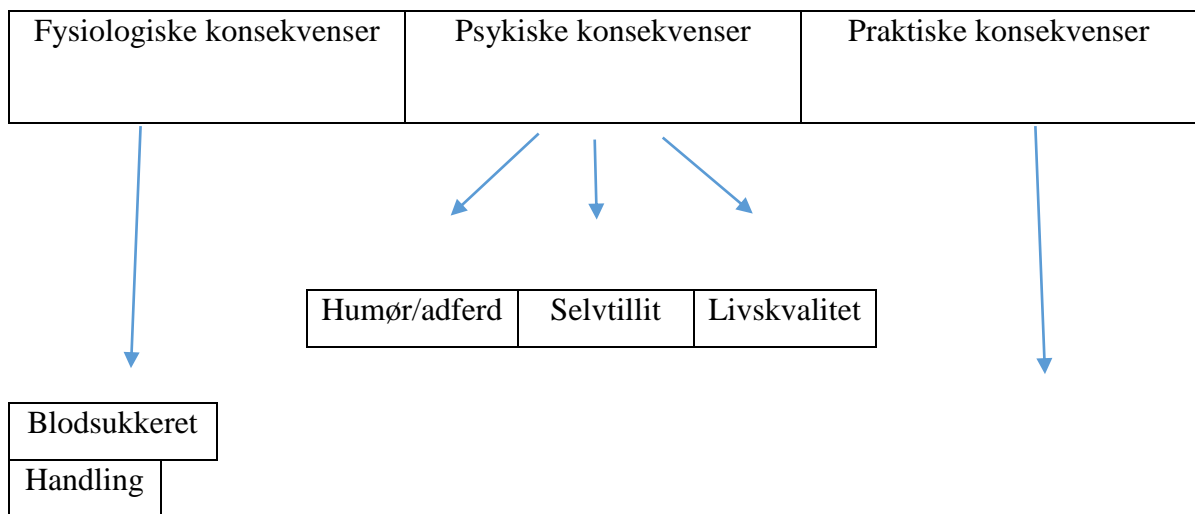 Fysiologiske konsekvenser
Psykiske konsekvenser
Praktiske konsekvenser
Humør/adferd
Selvtillit
Livskvalitet
Blodsukkeret
Handling